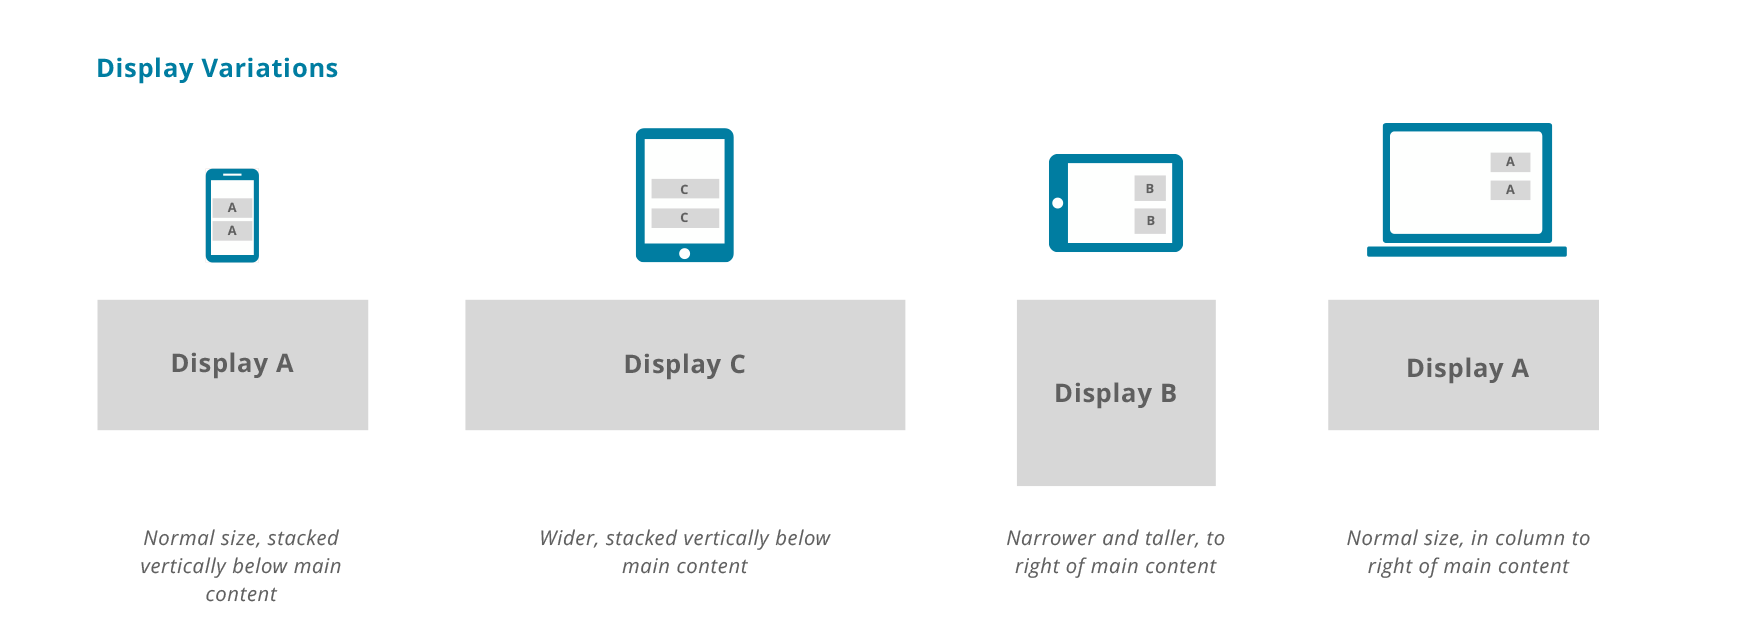 Display Variations
A
A
C
C
B
B
A
A
Display A
Display C
Display B
Display A
Normal size, stacked
vertically below main
content
Wider, stacked vertically below
main content
Narrower and taller, to
right of main content
Normal size, in column to
right of main content